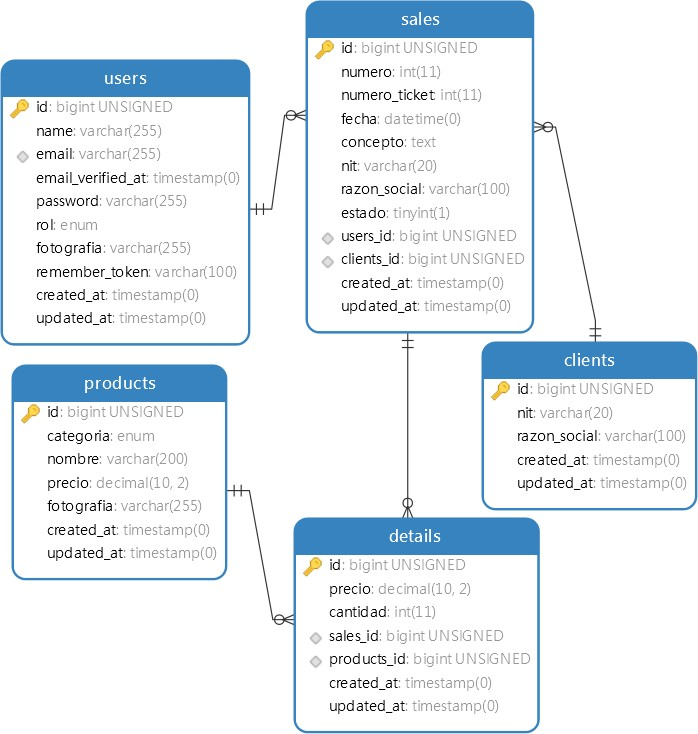 sales
id: bigint UNSIGNED
numero: int(11)
numero_ticket: int(11)
fecha: datetime(0)
concepto: text
nit: varchar(20)
razon_social: varchar(100)
estado: tinyint(1)
users_id: bigint UNSIGNED
clients_id: bigint UNSIGNED
created_at: timestamp(0)
updated_at: timestamp(0)
users
id: bigint UNSIGNED
name: varchar(255)
email: varchar(255)
email_verified_at: timestamp(0)
password: varchar(255)
rol: enum
fotografia: varchar(255)
remember_token: varchar(100)
created_at: timestamp(0)
updated_at: timestamp(0)
clients
id: bigint UNSIGNED
nit: varchar(20)
razon_social: varchar(100)
created_at: timestamp(0)
updated_at: timestamp(0)
products
id: bigint UNSIGNED
categoria: enum
nombre: varchar(200)
precio: decimal(10, 2)
fotografia: varchar(255)
created_at: timestamp(0)
updated_at: timestamp(0)
details
id: bigint UNSIGNED
precio: decimal(10, 2)
cantidad: int(11)
sales_id: bigint UNSIGNED
products_id: bigint UNSIGNED
created_at: timestamp(0)
updated_at: timestamp(0)